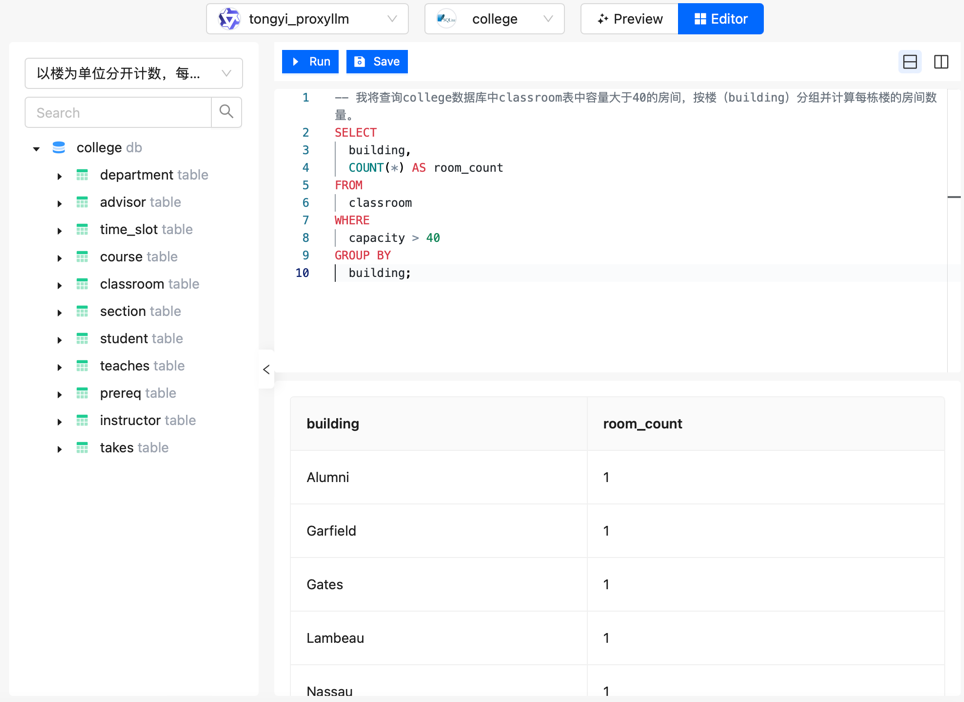 tongyi_proxyllm
college
Preview
Editor
以楼为单位分开计数，每...
Search
college db
department table
advisor table
time_slot table
course table
classroom table
section table
student table
teaches table
prereq table
instructor table
takes table
Run
Save
1 -- 我将查询college数据库中classroom表中容量大于40的房间，按楼（building）分组并计算每栋楼的房间数
量。
2 SELECT
3 building,
4 COUNT(*) AS room_count
5 FROM
6 classroom
7 WHERE
8 capacity > 40
9 GROUP BY
10 building;
building room_count
Alumni 1
Garfield 1
Gates 1
Lambeau 1
Nassau 1